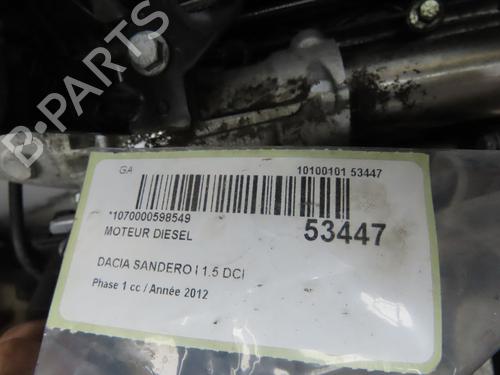 B-PARTS
GA
10100101 53447
*1070000598549
53447
MOTEUR DIESEL
DACIA SANDERO I 1.5 DCI
Phase 1 cc / Année 2012